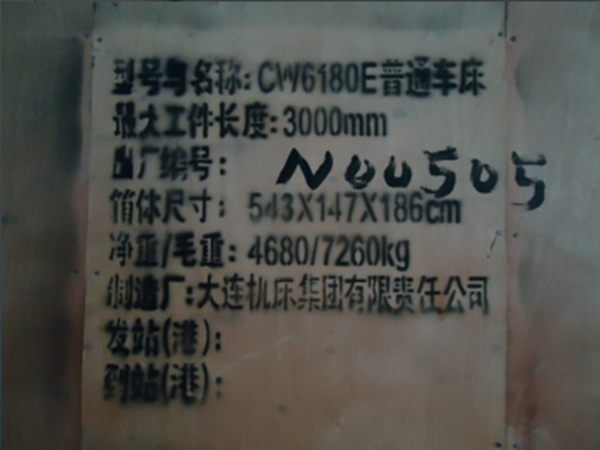 型号与名称:CW6180E普通车床
最大工件长度:3000mm
出厂编号: N00505
箱体尺寸: 543X147X186cm
净重/毛重:4680/7260kg
制造厂:大连机床集团有限责任公司
发站(港):
到站(港):